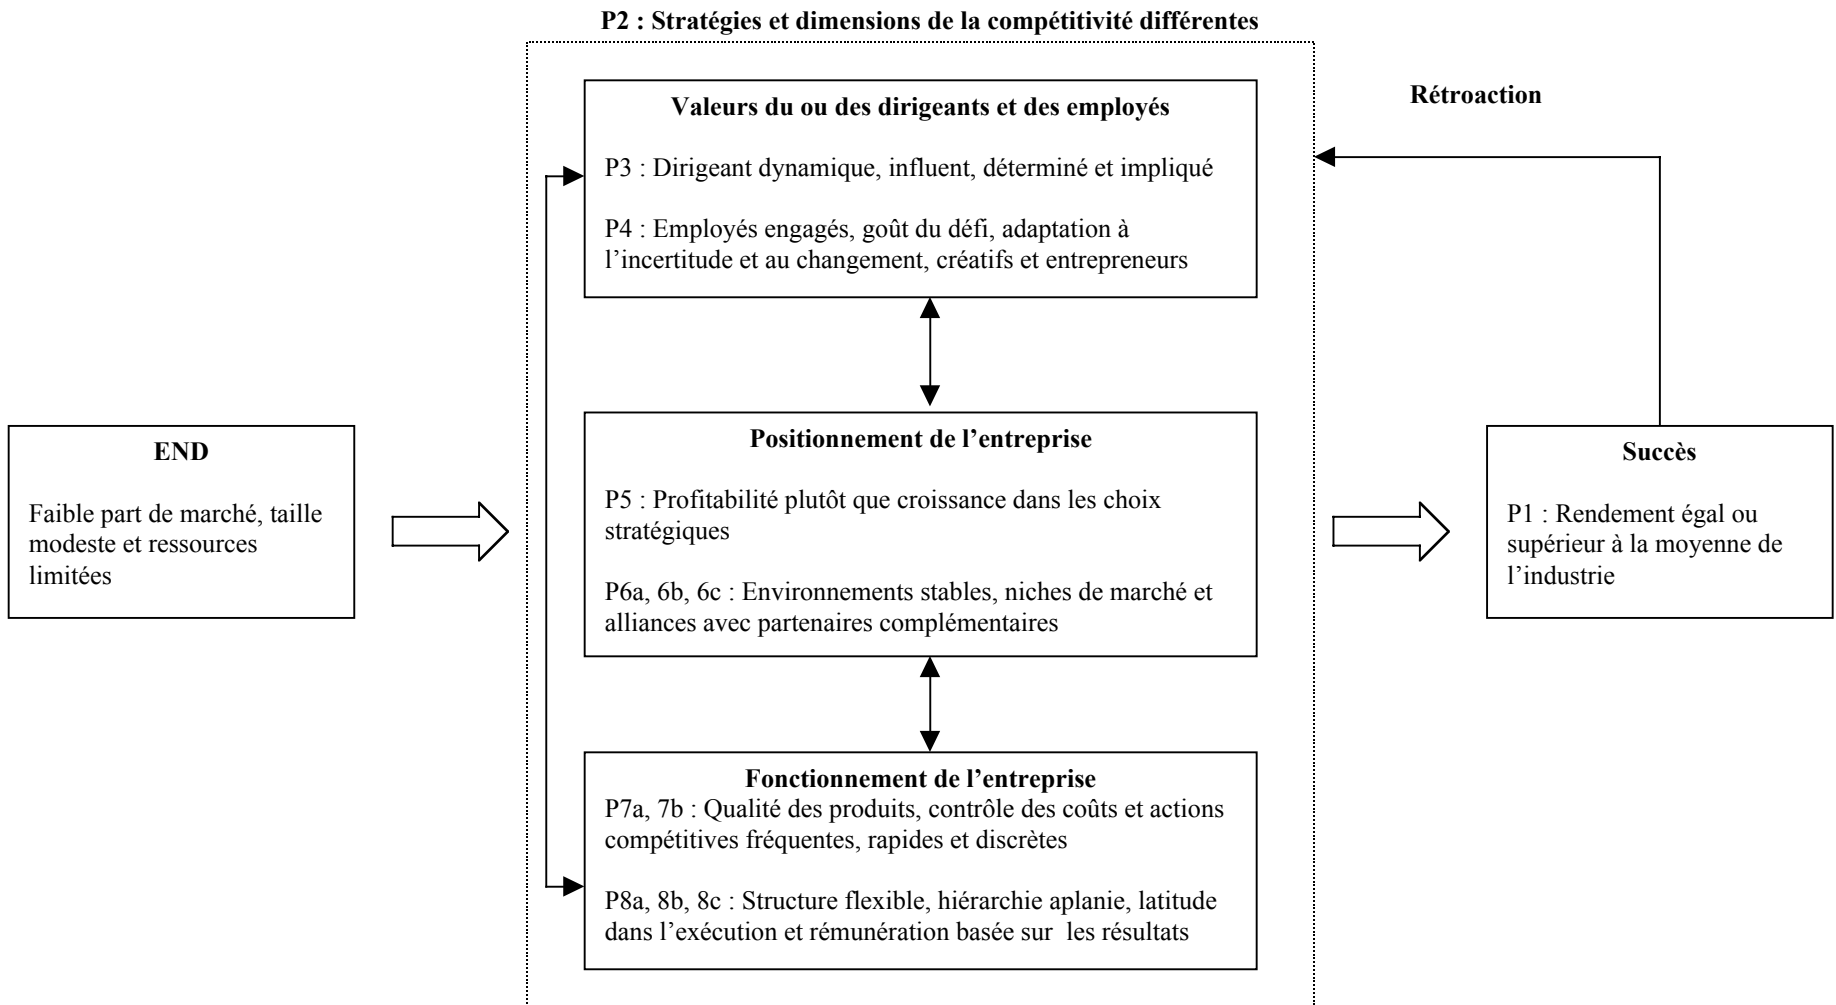 P2 : Stratégies et dimensions de la compétitivité différentes
Valeurs du ou des dirigeants et des employés
P3 : Dirigeant dynamique, influent, déterminé et impliqué
P4 : Employés engagés, goût du défi, adaptation à
l’incertitude et au changement, créatifs et entrepreneurs
Rétroaction
END
Faible part de marché, taille
modeste et ressources
limitées
Positionnement de l’entreprise
P5 : Profitabilité plutôt que croissance dans les choix
stratégiques
P6a, 6b, 6c : Environnements stables, niches de marché et
alliances avec partenaires complémentaires
Succès
P1 : Rendement égal ou
supérieur à la moyenne de
l’industrie
Fonctionnement de l’entreprise
P7a, 7b : Qualité des produits, contrôle des coûts et actions
compétitives fréquentes, rapides et discrètes
P8a, 8b, 8c : Structure flexible, hiérarchie aplanie, latitude
dans l’exécution et rémunération basée sur les résultats